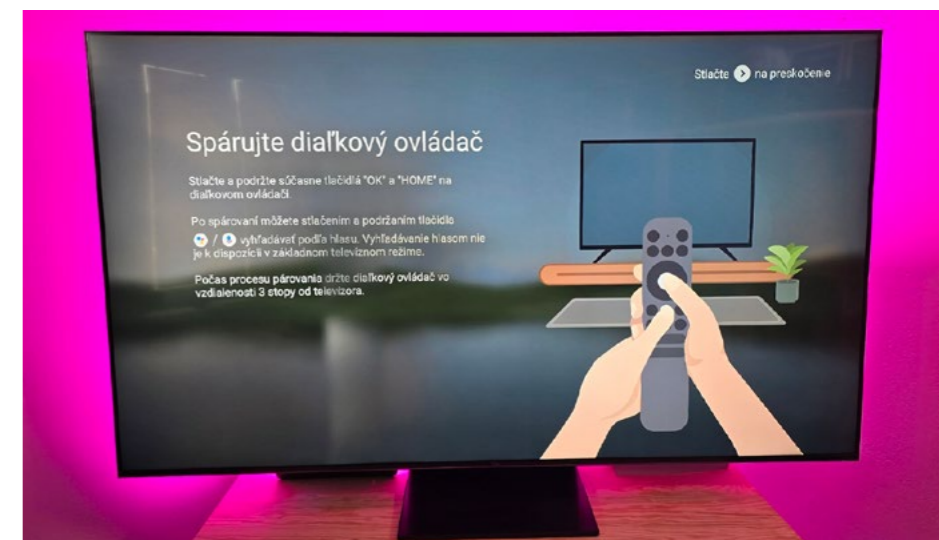 Stlačte na preskočenie
Spárujte diaľkový ovládač
Stlačte a podržte súčasne tlačidlá "OK" a "HOME" na
diaľkovom ovládači.
Po spárovaní môžete stlačením a podržaním tlačidla
/ vyhľadávať podľa hlasu. Vyhľadávanie hlasom nie
je k dispozícii v základnom televíznom režime.
Počas procesu párovania držte diaľkový ovládač vo
vzdialenosti 3 stopy od televízora.